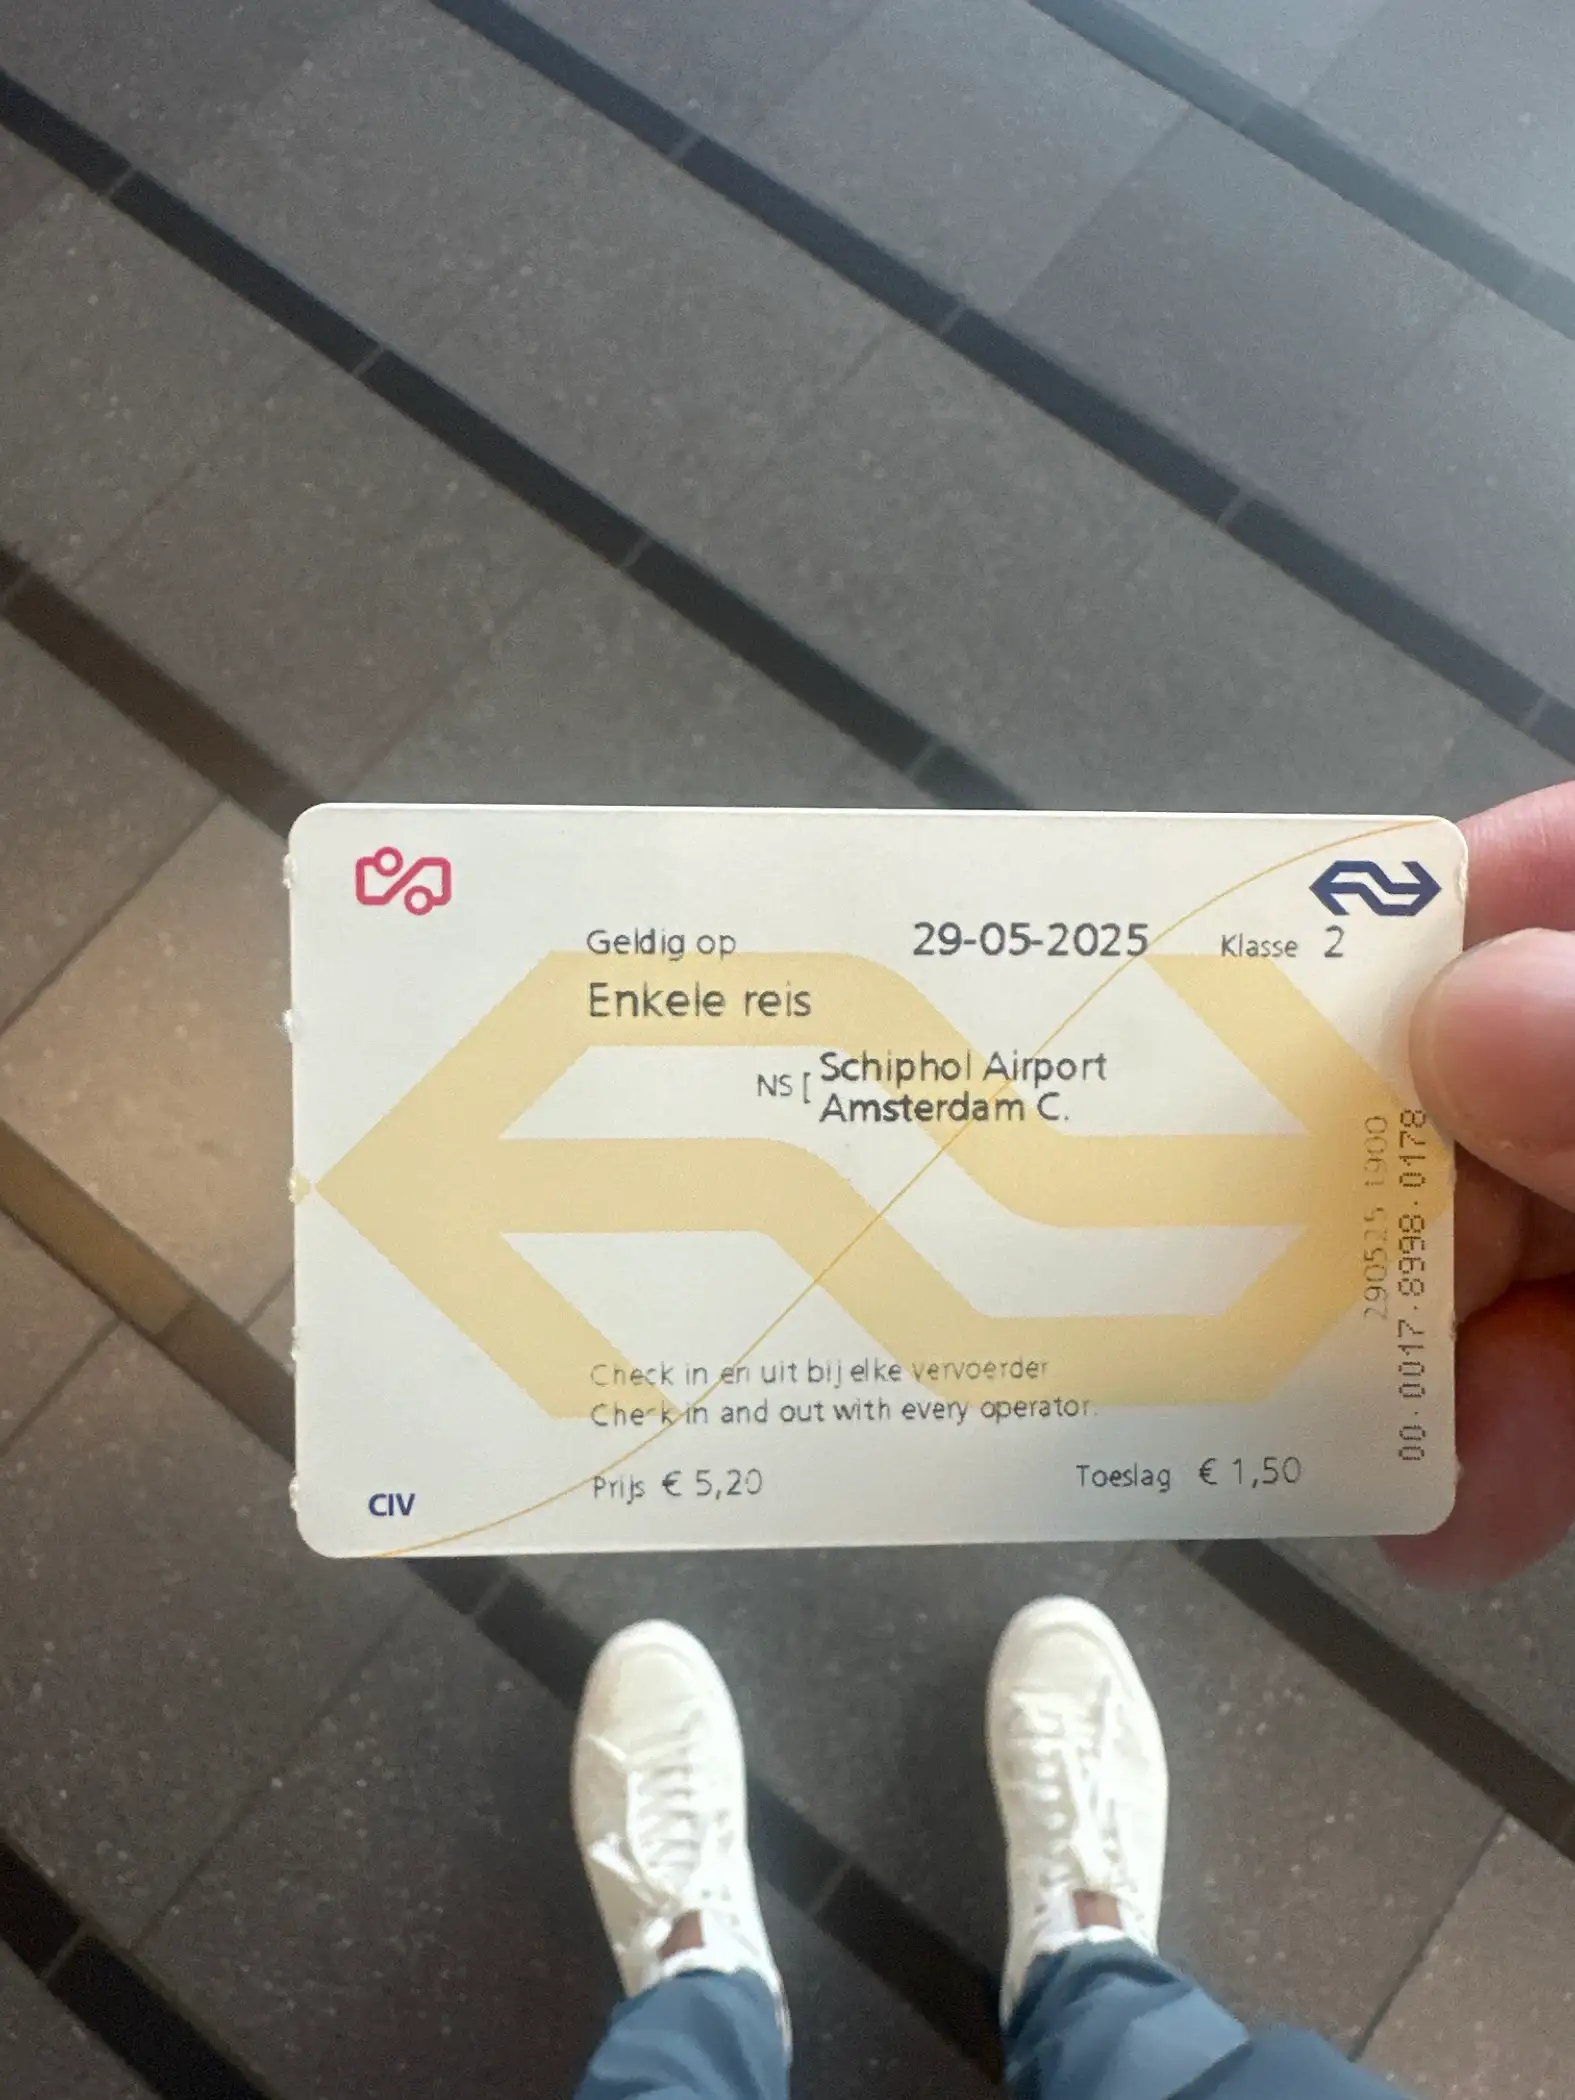 Geldig op 29-05-2025 Klasse 2
Enkele reis
NS [ Schiphol Airport
Amsterdam C.
Check in en uit bij elke vervoerder
Check in and out with every operator.
Prijs € 5,20 Toeslag € 1,50
CIV
290525 1900
00·0017·8998·0178